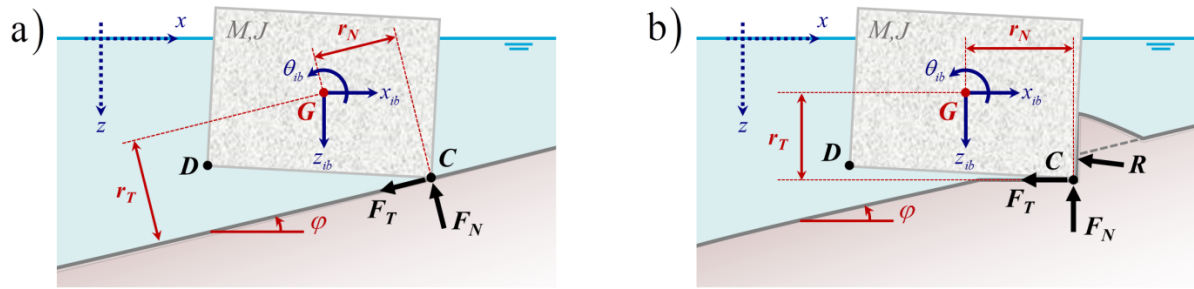 a)
x
z
M,J
r_N
θ_ib
G
x_ib
z_ib
D
C
r_T
F_T
F_N
φ
b)
x
z
M,J
r_N
θ_ib
G
x_ib
r_T
z_ib
D
C
R
F_T
F_N
φ